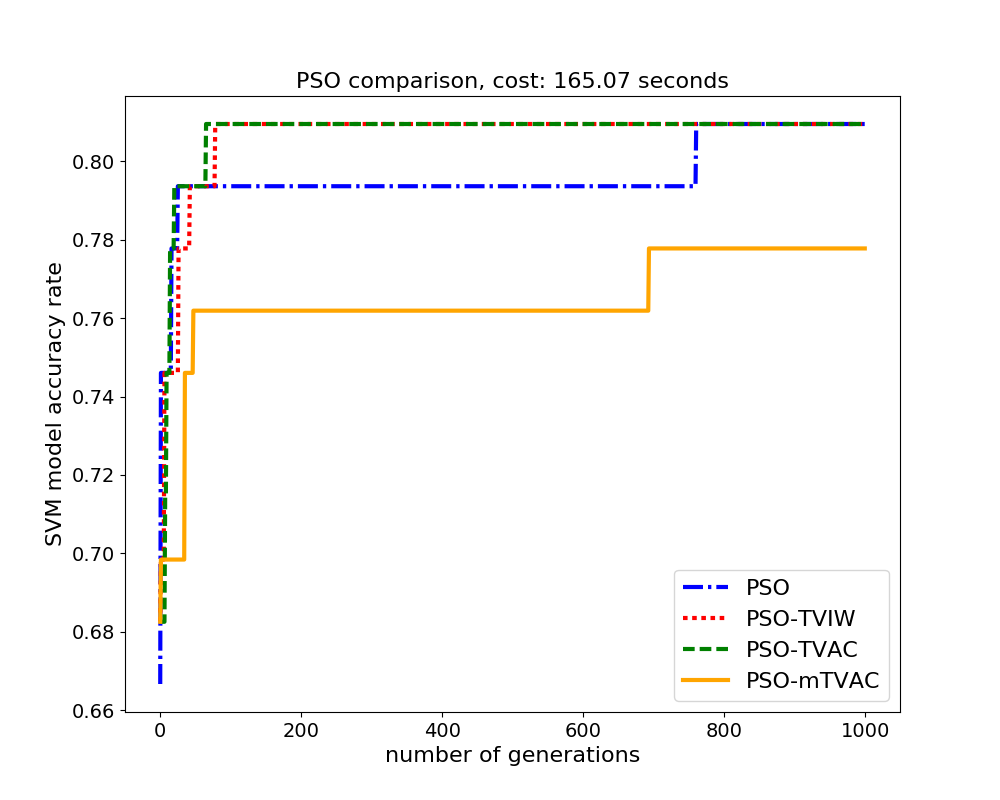 PSO comparison, cost: 165.07 seconds
SVM model accuracy rate
0.80
0.78
0.76
0.74
0.72
0.70
0.68
0.66
0 200 400 600 800 1000
number of generations
PSO
PSO-TVIW
PSO-TVAC
PSO-mTVAC